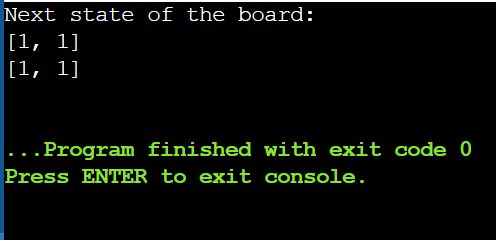 Next state of the board:
[1, 1]
[1, 1]
...Program finished with exit code 0
Press ENTER to exit console.